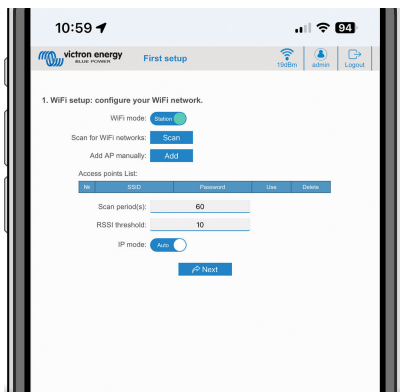 10:59
94
victron energy
BLUE POWER
First setup
19dBm
admin
Logout
1. WiFi setup: configure your WiFi network.
WiFi mode: Station
Scan for WiFi networks: Scan
Add AP manually: Add
Access points List:
№ SSID Password Use Delete
Scan period(s): 60
RSSI threshold: 10
IP mode: Auto
Next